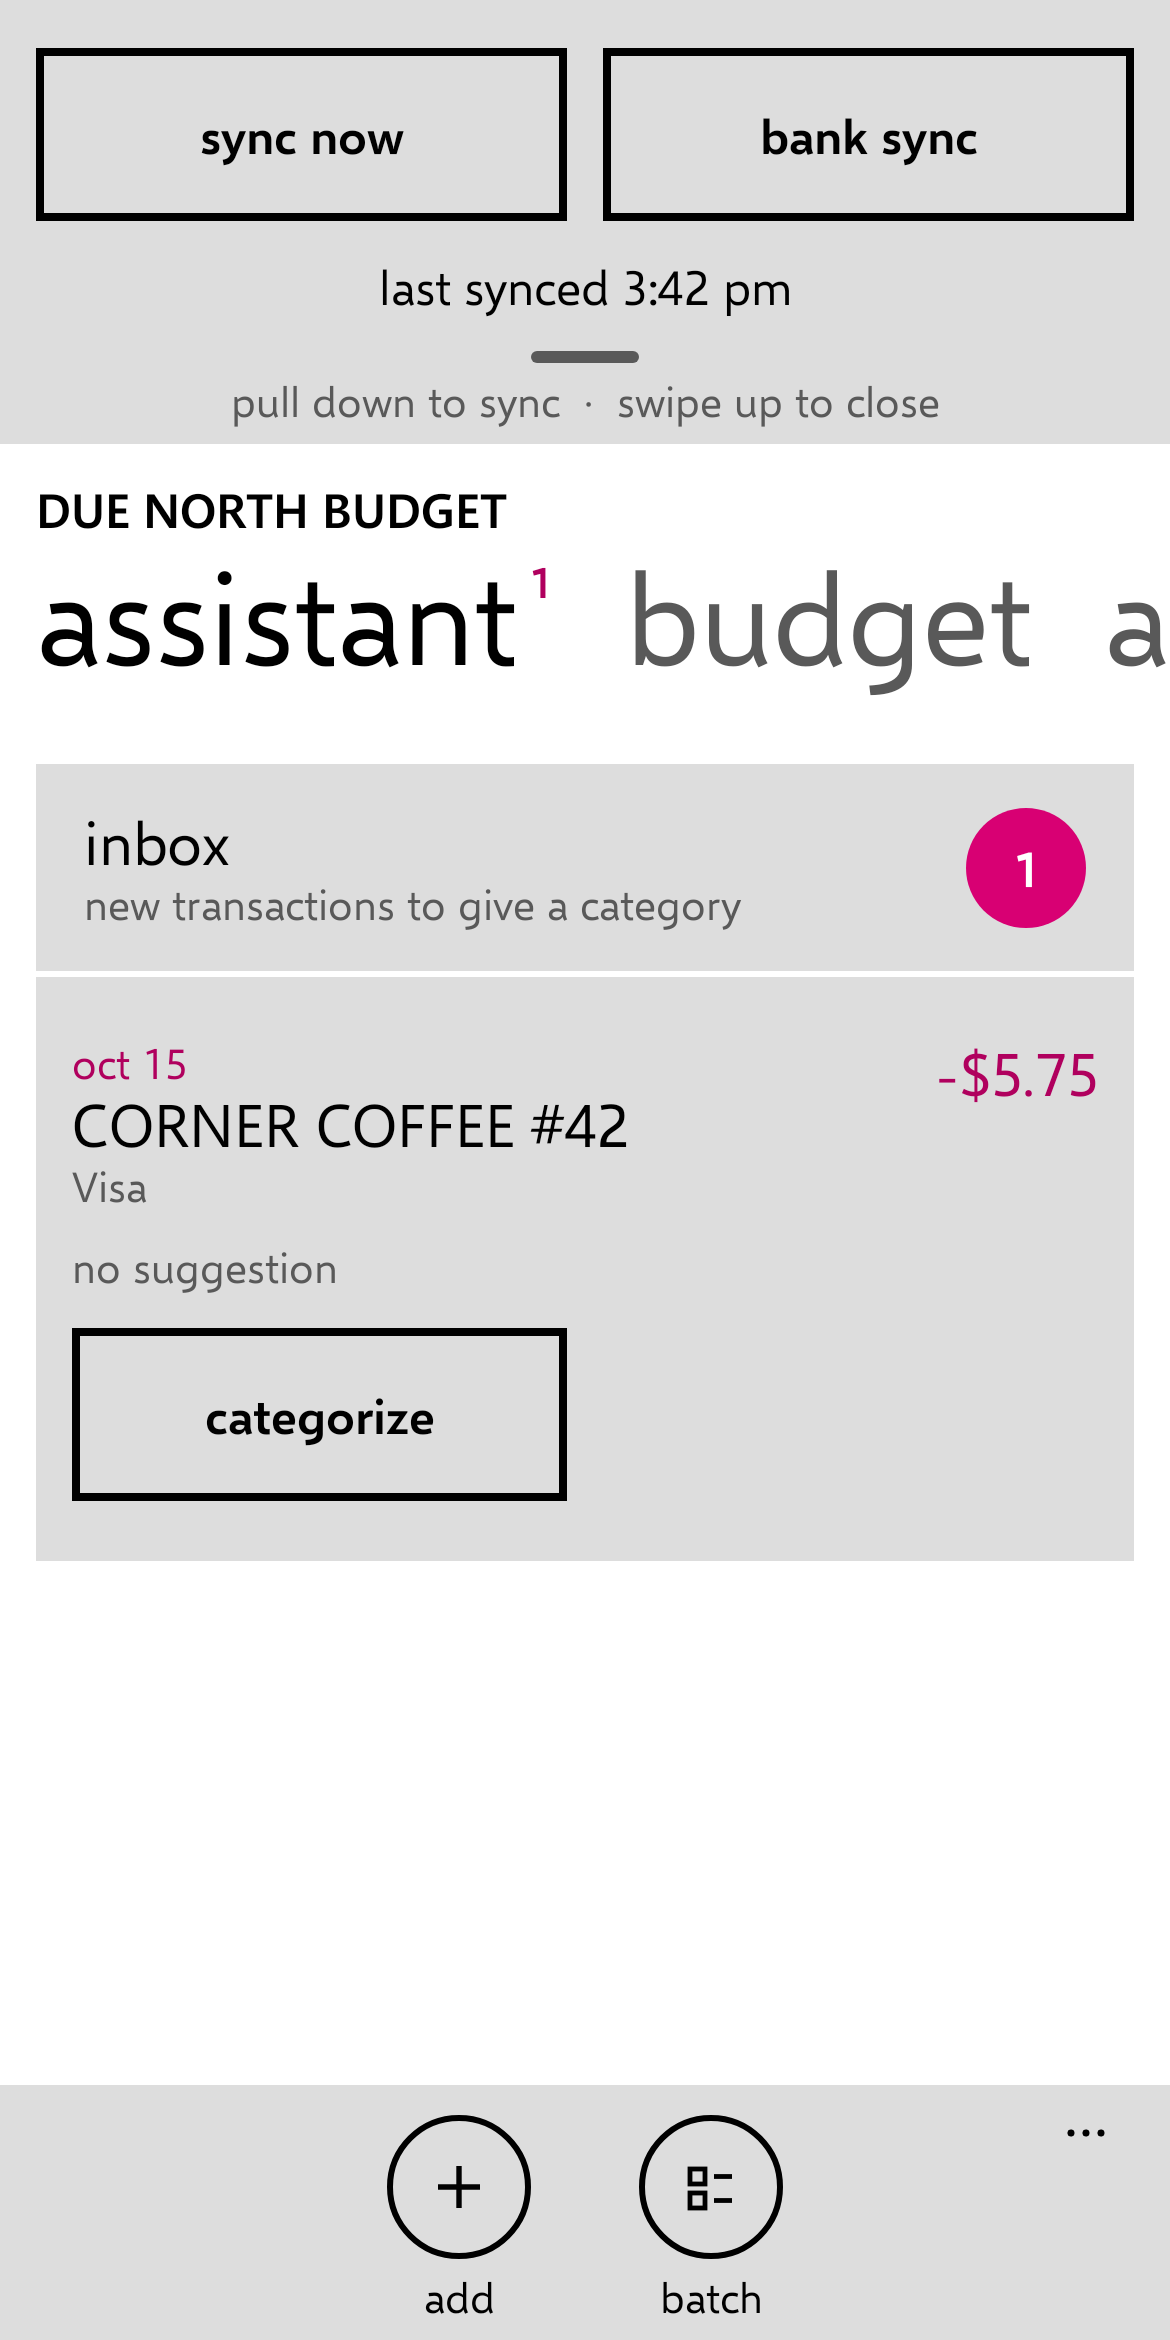 sync now
bank sync
last synced 3:42 pm
pull down to sync · swipe up to close
DUE NORTH BUDGET
assistant 1 budget a
inbox
new transactions to give a category
1
oct 15
-$5.75
CORNER COFFEE #42
Visa
no suggestion
categorize
...
add
batch